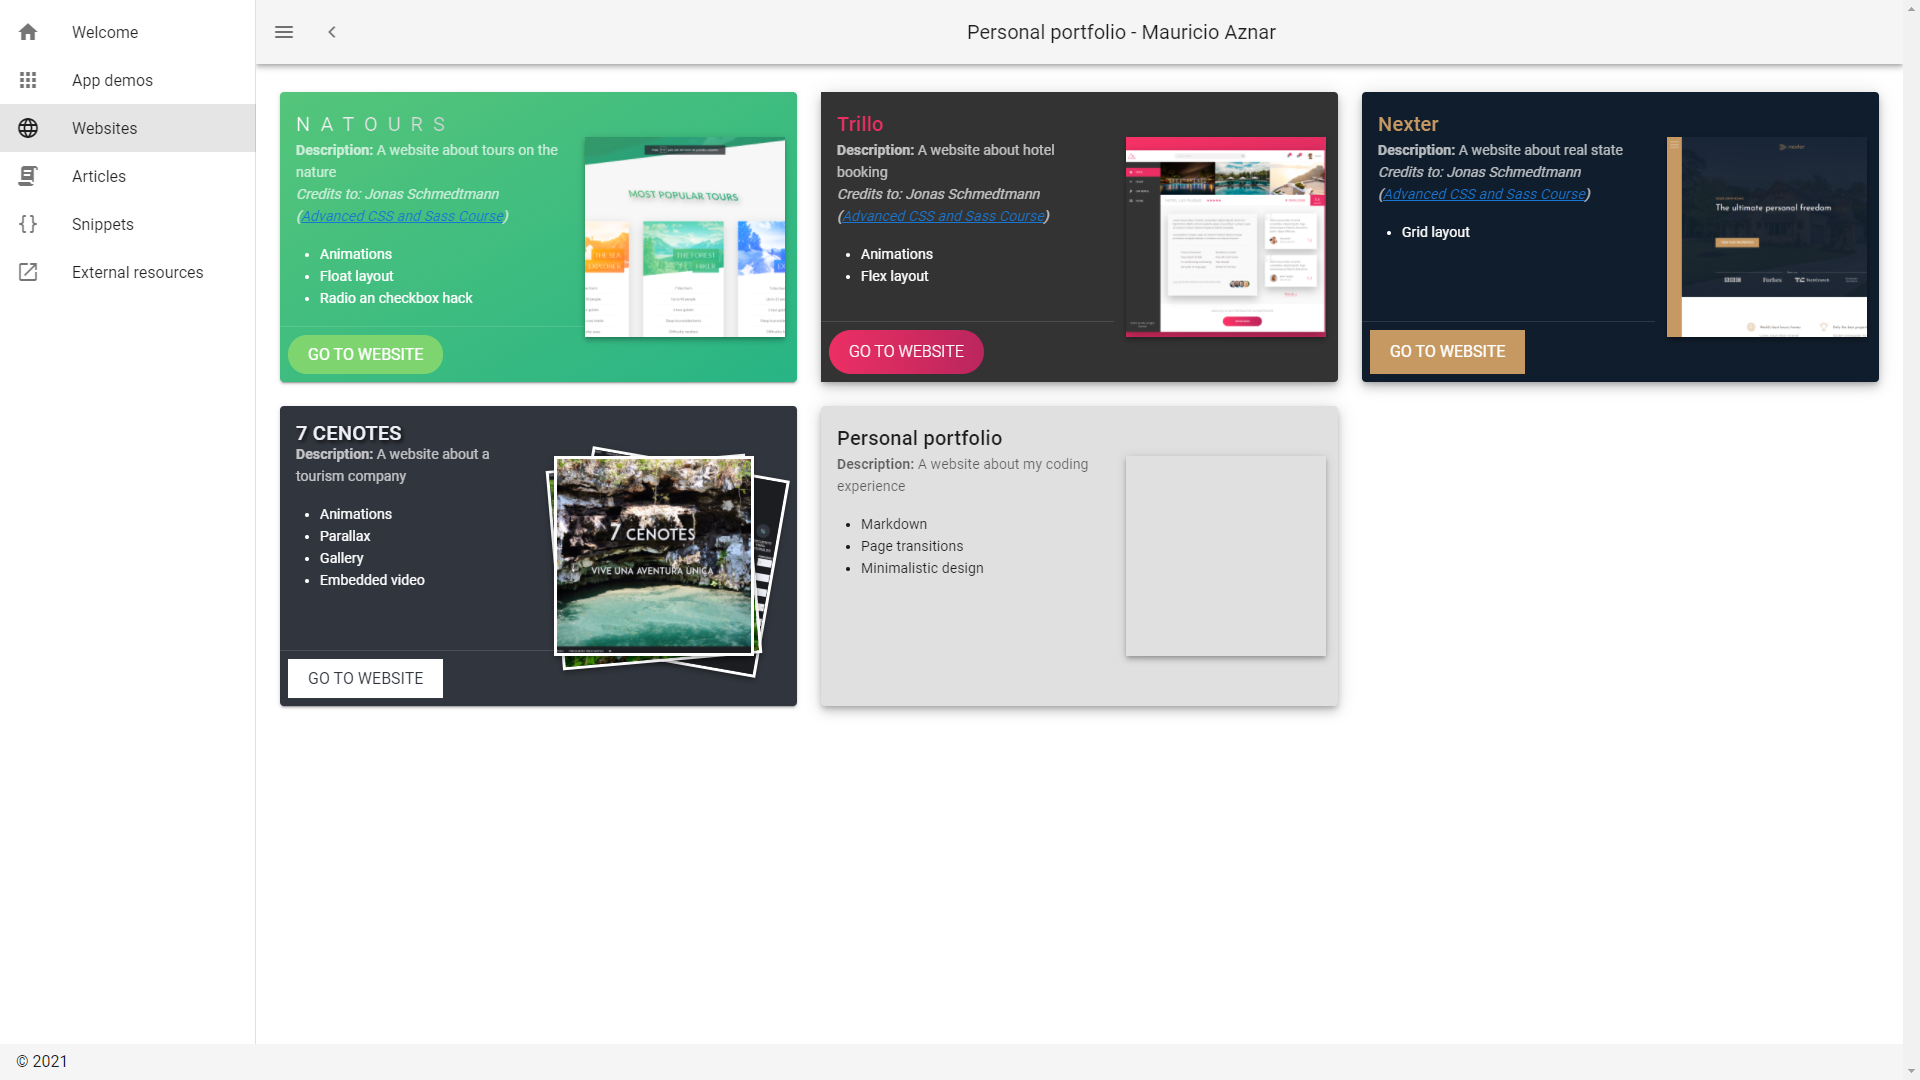 Welcome
App demos
Websites
Articles
Snippets
External resources
Personal portfolio - Mauricio Aznar
NATOURS
Description: A website about tours on the
nature
Credits to: Jonas Schmedtmann
(Advanced CSS and Sass Course)
Animations
Float layout
Radio an checkbox hack
MOST POPULAR TOURS
THE SEA
EXPLORER
THE FOREST
HIKER
GO TO WEBSITE
Trillo
Description: A website about hotel
booking
Credits to: Jonas Schmedtmann
(Advanced CSS and Sass Course)
Animations
Flex layout
GO TO WEBSITE
Nexter
Description: A website about real state
Credits to: Jonas Schmedtmann
(Advanced CSS and Sass Course)
Grid layout
The ultimate personal freedom
Forbes
GO TO WEBSITE
7 CENOTES
Description: A website about a
tourism company
Animations
Parallax
Gallery
Embedded video
7 CENOTES
VIVE UNA AVENTURA UNICA
GO TO WEBSITE
Personal portfolio
Description: A website about my coding
experience
Markdown
Page transitions
Minimalistic design
© 2021